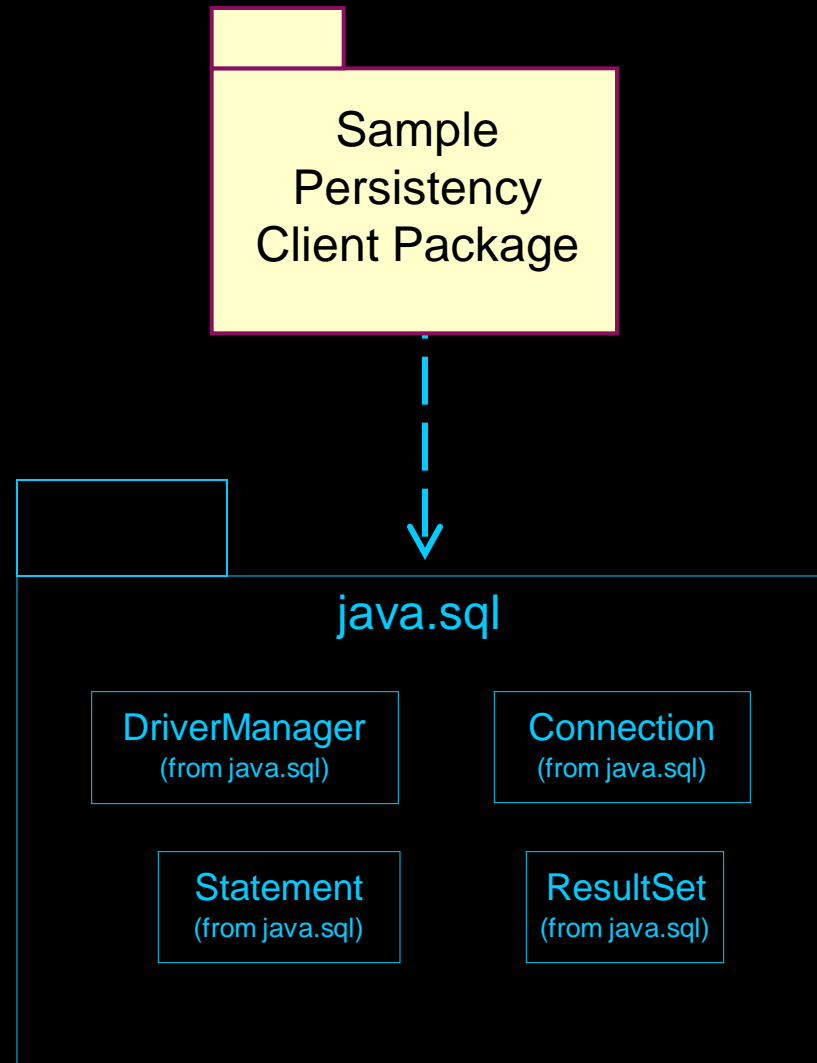 Sample
Persistency
Client Package
java.sql
DriverManager
(from java.sql)
Connection
(from java.sql)
Statement
(from java.sql)
ResultSet
(from java.sql)